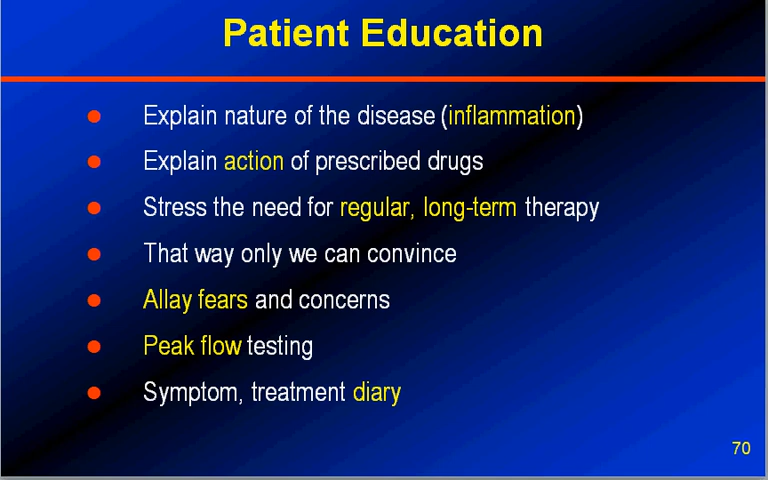 Patient Education
Explain nature of the disease (inflammation)
Explain action of prescribed drugs
Stress the need for regular, long-term therapy
That way only we can convince
Allay fears and concerns
Peak flow testing
Symptom, treatment diary
70